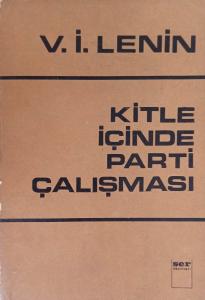 V. İ. LENİN
KİTLE
İÇİNDE
PARTİ
ÇALIŞMASI
ser